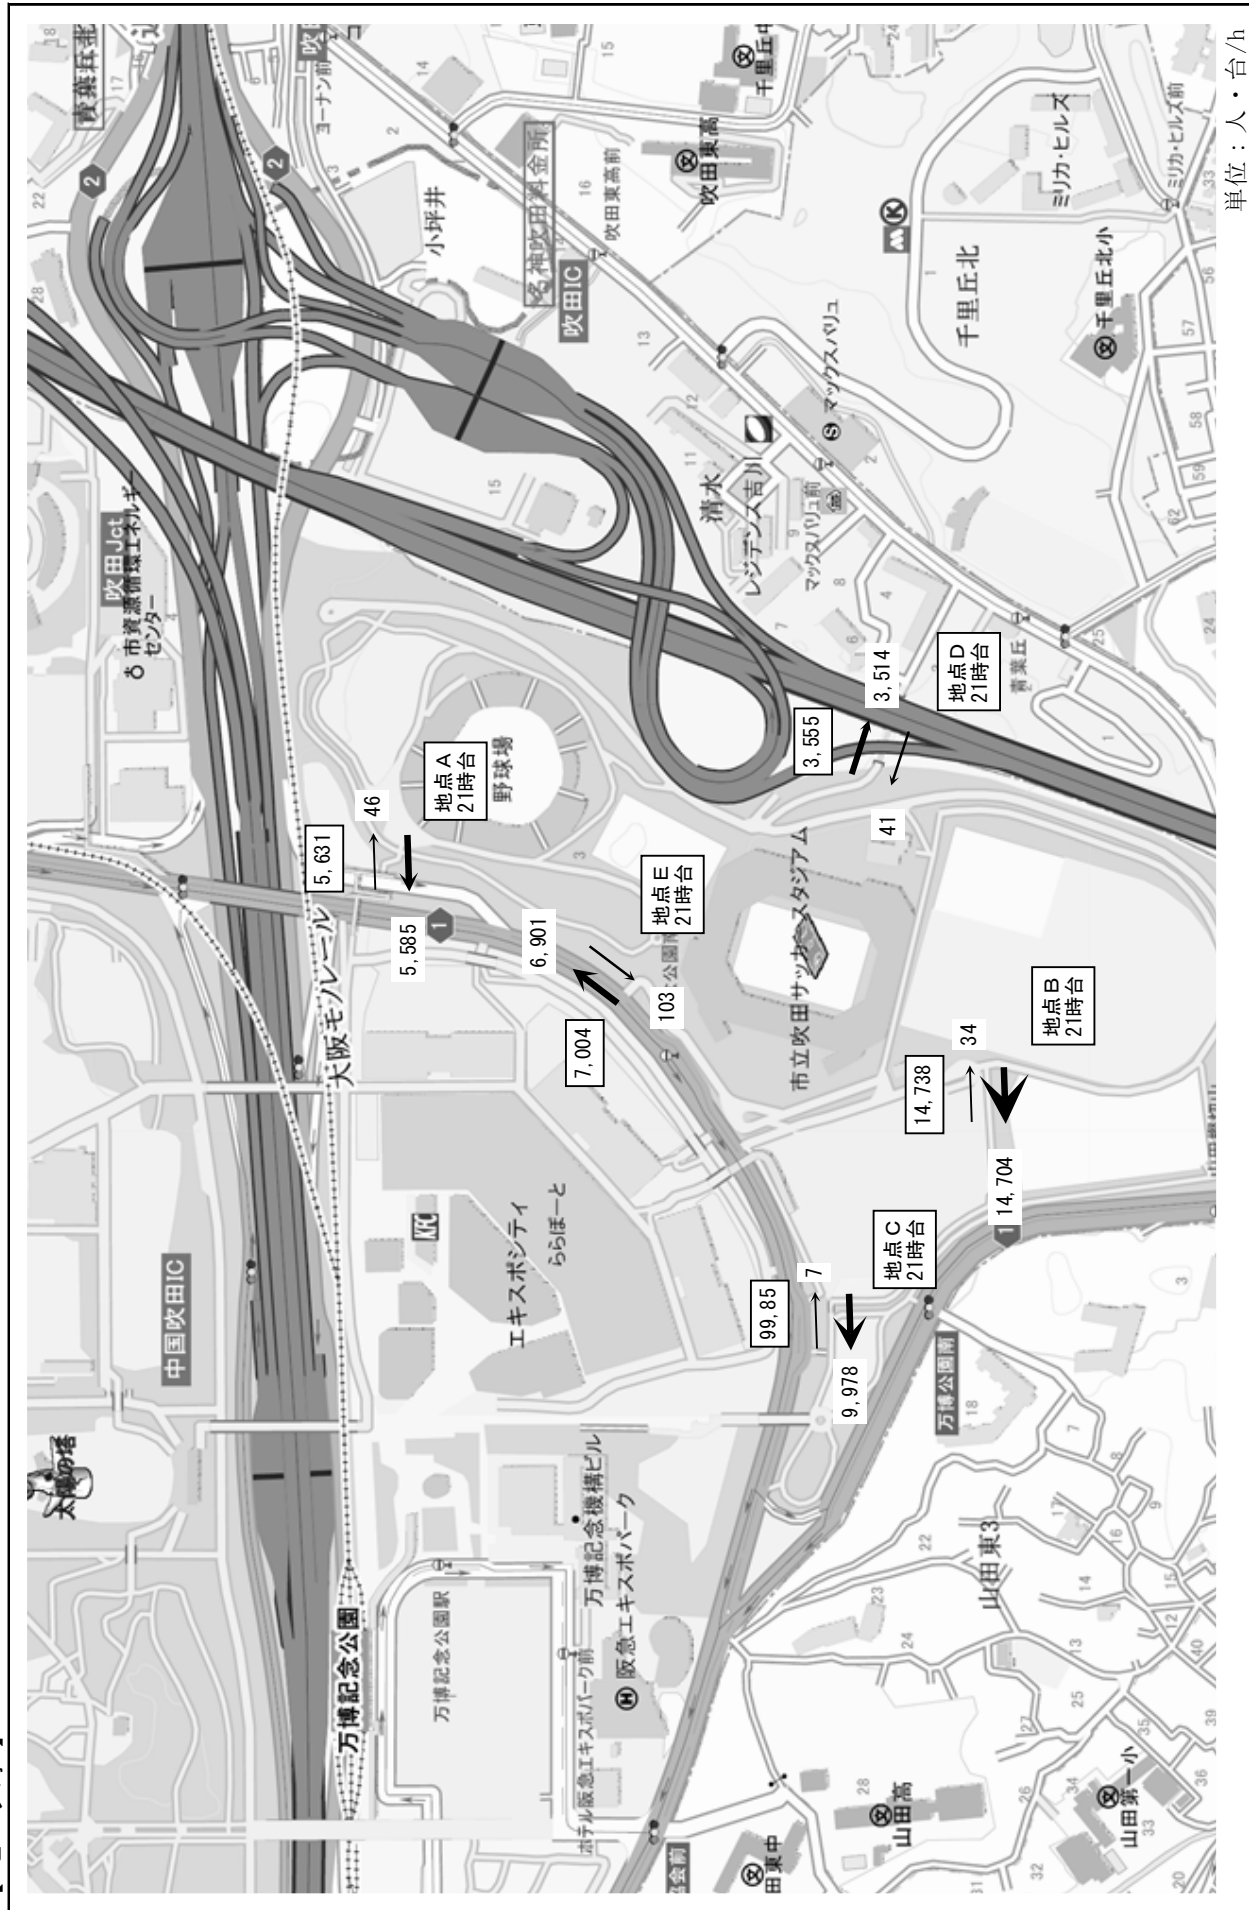 太陽の塔
中国吹田IC
吹田Jct
市資源循環エネルギー
センター
大阪モノレール
万博記念公園
万博記念公園駅
KFC
エキスポシティ
ららぽーと
万博記念機構ビル
阪急エキスポパーク
ホテル阪急エキスポパーク前
万博公園南
山田東3
山田高
山田第一小
田東中
5,631
46
5,585
地点A
21時台
野球場
6,901
7,004
103
地点E
21時台
市立吹田サッカースタジアム
3,555
3,514
41
地点D
21時台
14,738
34
14,704
地点B
21時台
99,85
7
9,978
地点C
21時台
小坪井
名神吹田料金所
吹田IC
吹田東高前
吹田東高
清水
レジデンス吉川
マックスバリュ前
マックスバリュ
青葉丘
千里丘北
千里丘北小
ミリカ・ヒルズ
ミリカ・ヒルズ前
単位：人・台/h